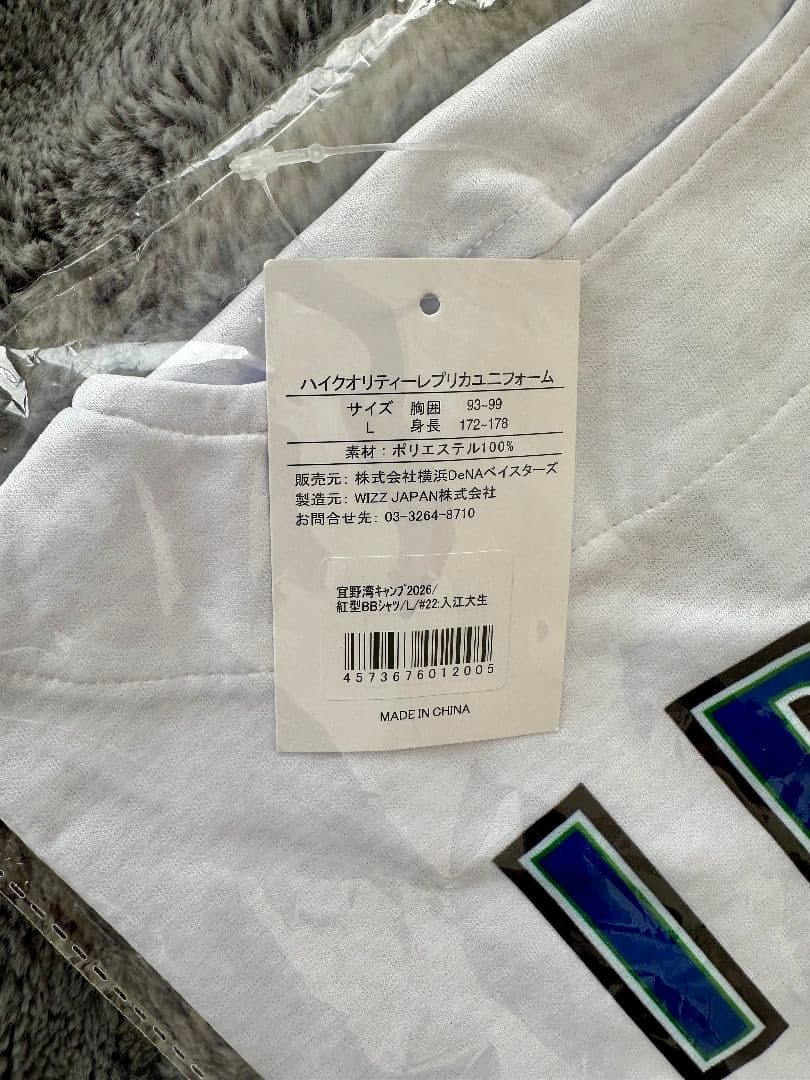 ハイクオリティーレプリカユニフォーム
サイズ 胸囲 93~99
L 身長 172~178
素材：ポリエステル100%
販売元：株式会社横浜DeNAベイスターズ
製造元：WIZZ JAPAN株式会社
お問合せ先：03-3264-8710
宜野湾キャンプ2026/
紅型BBシャツ/L/#22:入江大生
4573676012005
MADE IN CHINA